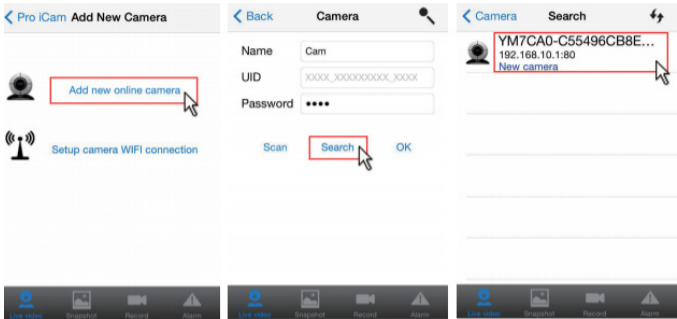 Pro iCam Add New Camera
Add new online camera
Setup camera WIFI connection
Live video Snapshot Record Alarm
Back Camera
Name Cam
UID XXXX_XXXXXXXXXX_XXXX
Password ••••
Scan Search OK
Live video Snapshot Record Alarm
Camera Search
YM7CA0-C55496CB8E...
192.168.10.1:80
New camera
Live video Snapshot Record Alarm